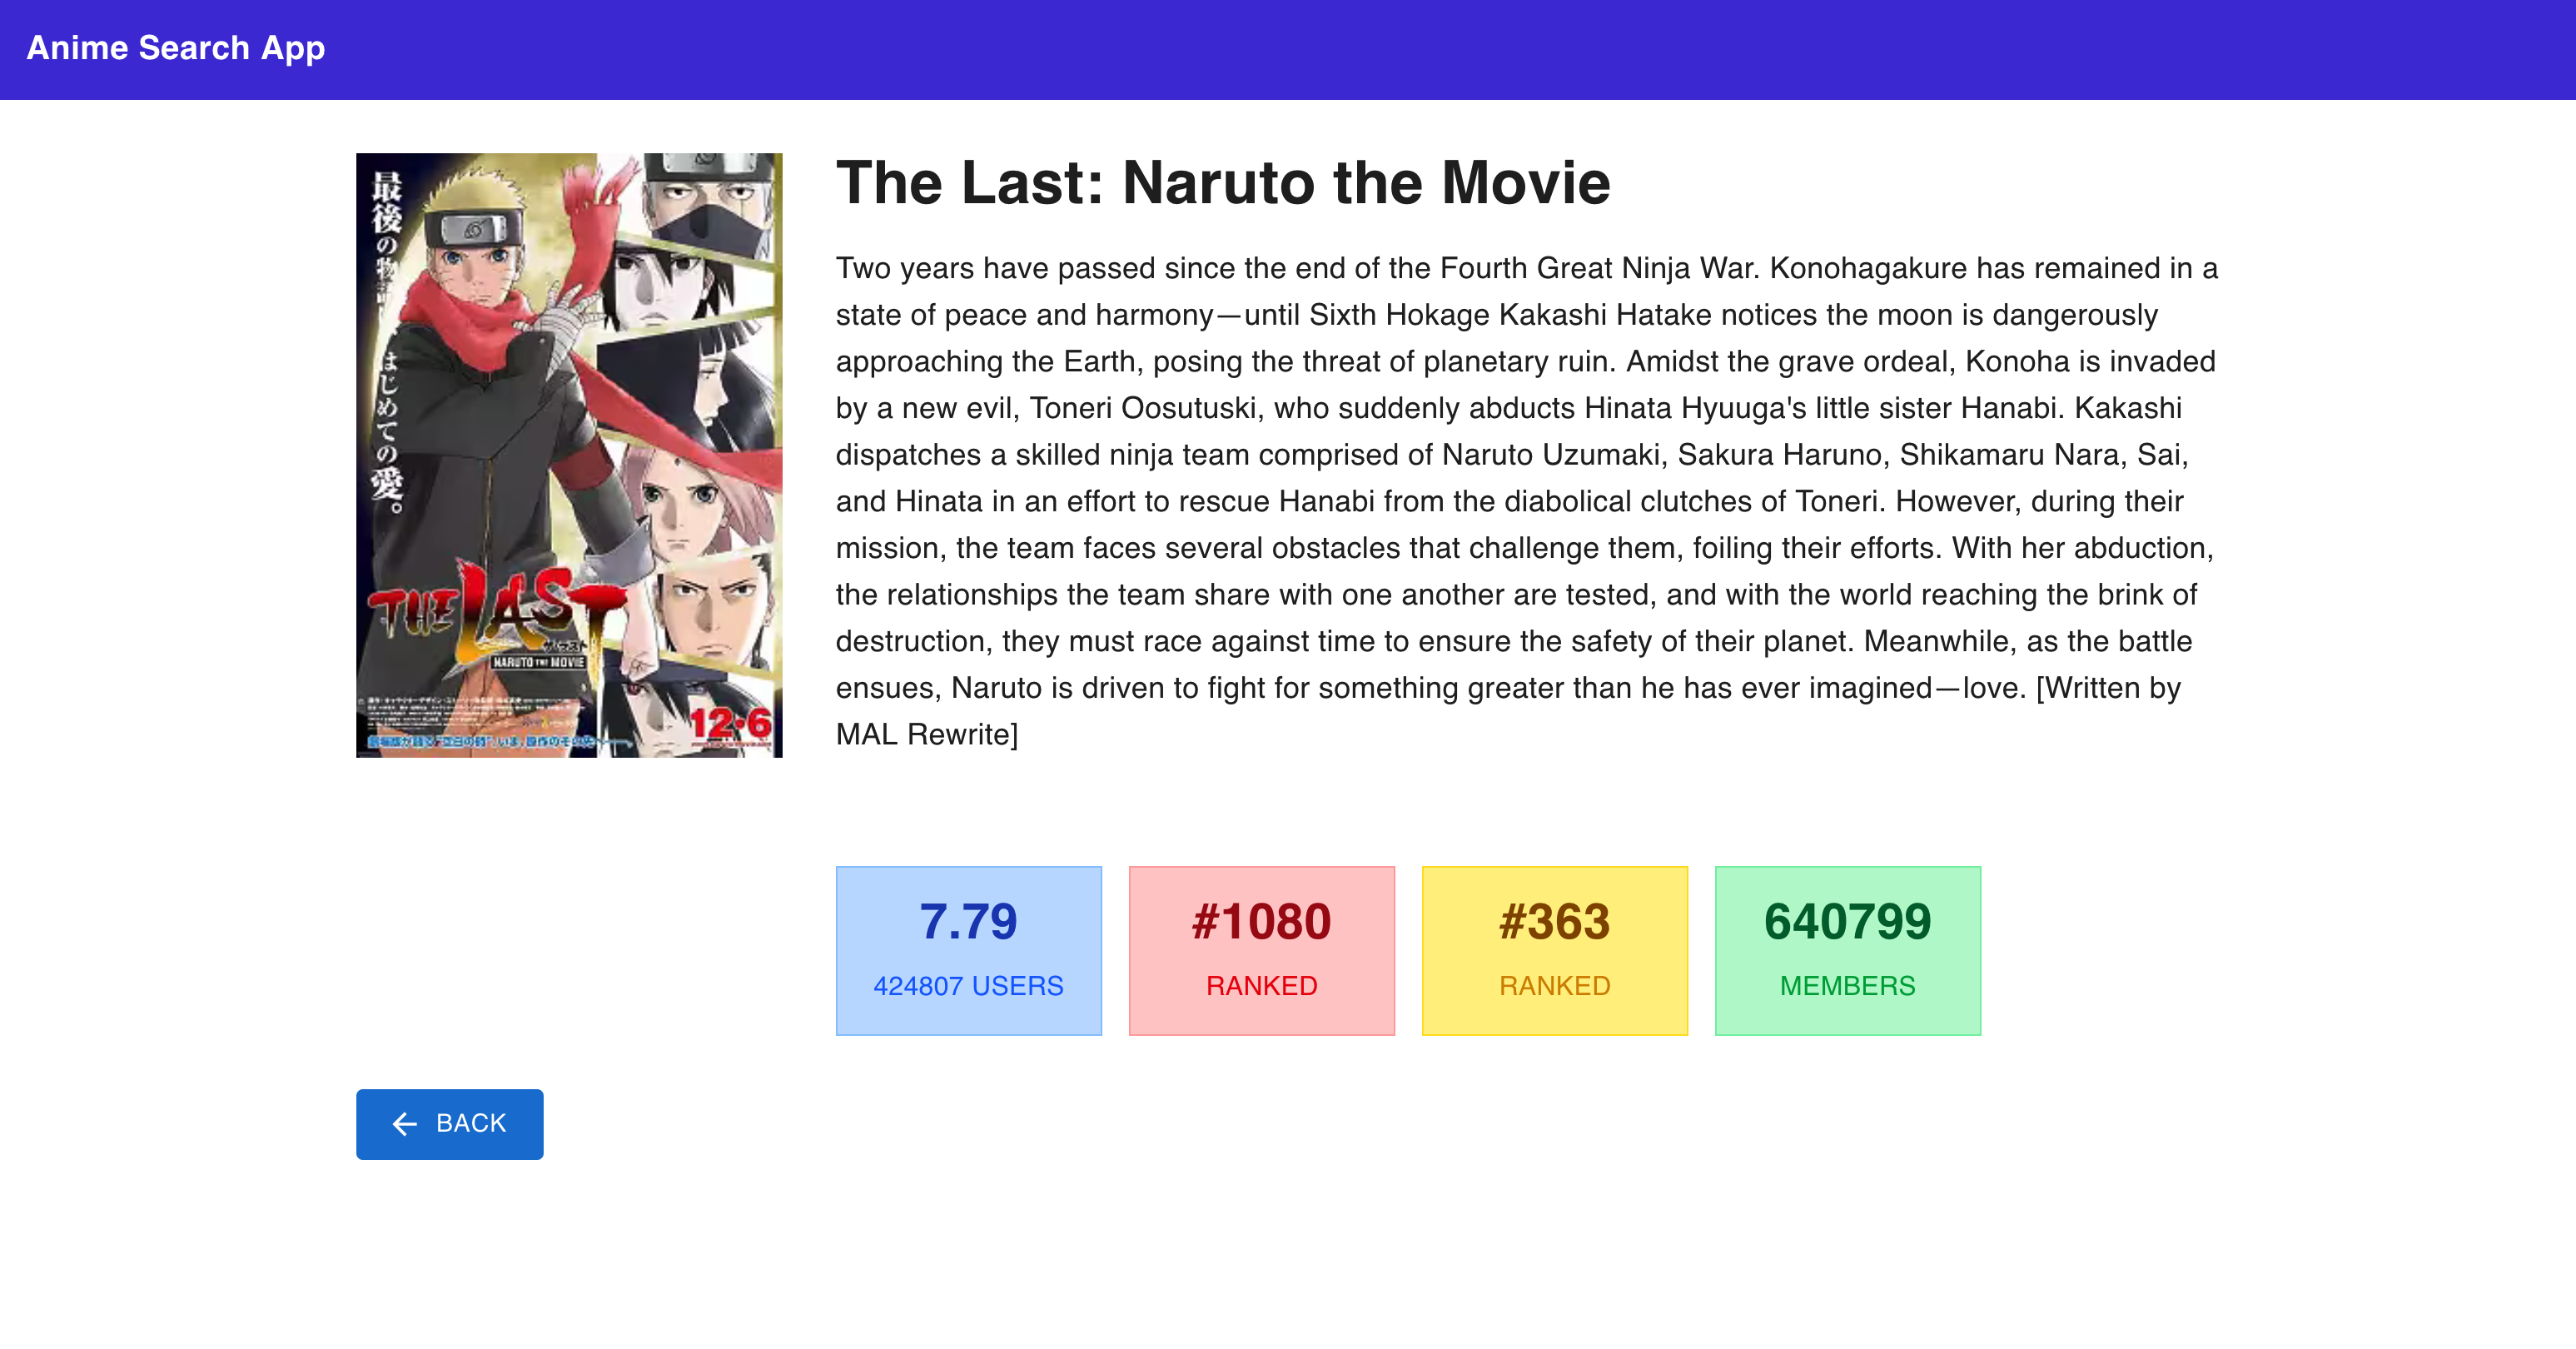 Anime Search App
最後の物
はじめての愛。
THE LAST
ザ・ラスト
NARUTO THE MOVIE
12・6
The Last: Naruto the Movie
Two years have passed since the end of the Fourth Great Ninja War. Konohagakure has remained in a
state of peace and harmony—until Sixth Hokage Kakashi Hatake notices the moon is dangerously
approaching the Earth, posing the threat of planetary ruin. Amidst the grave ordeal, Konoha is invaded
by a new evil, Toneri Oosutuski, who suddenly abducts Hinata Hyuuga's little sister Hanabi. Kakashi
dispatches a skilled ninja team comprised of Naruto Uzumaki, Sakura Haruno, Shikamaru Nara, Sai,
and Hinata in an effort to rescue Hanabi from the diabolical clutches of Toneri. However, during their
mission, the team faces several obstacles that challenge them, foiling their efforts. With her abduction,
the relationships the team share with one another are tested, and with the world reaching the brink of
destruction, they must race against time to ensure the safety of their planet. Meanwhile, as the battle
ensues, Naruto is driven to fight for something greater than he has ever imagined—love. [Written by
MAL Rewrite]
7.79
424807 USERS
#1080
RANKED
#363
RANKED
640799
MEMBERS
BACK